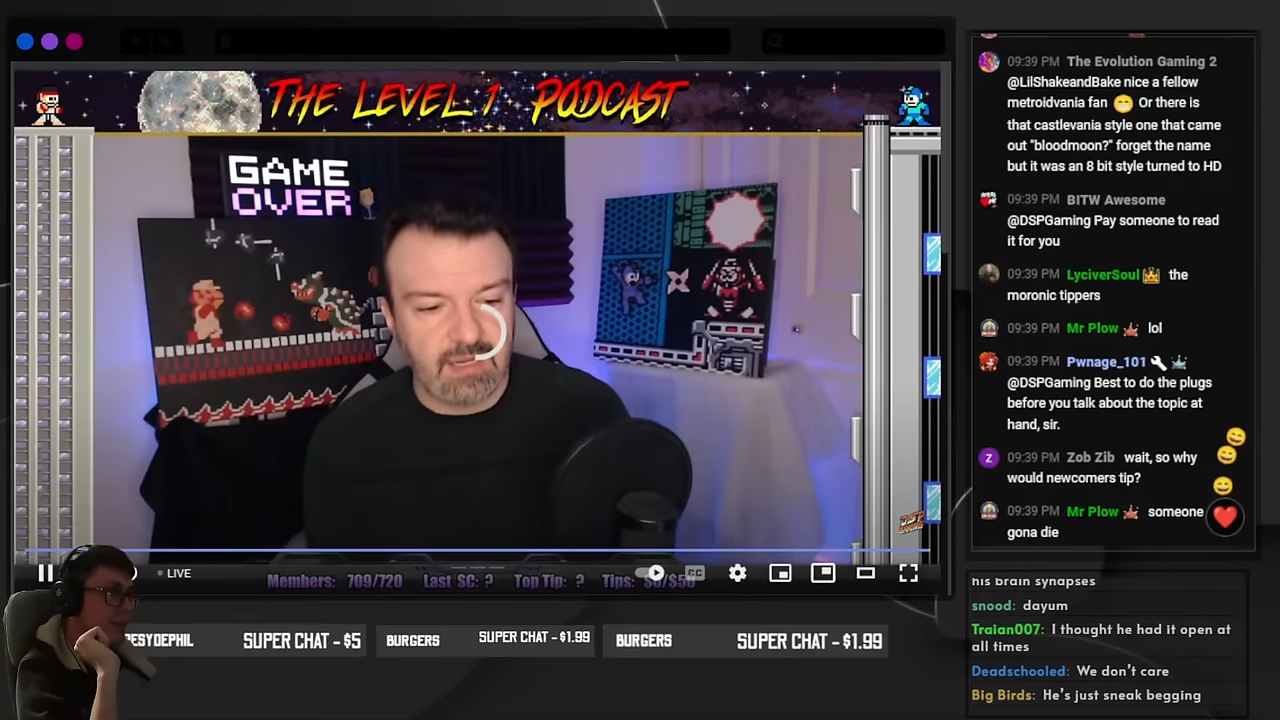 THE LEVEL 1 PODCAST
GAME
OVER
LIVE
CC
Members: 709/720 Last SC: ? Top Tip: ? Tips: $0/$50
SUPER CHAT - $5
BURGERS
SUPER CHAT - $1.99
BURGERS
SUPER CHAT - $1.99
09:39 PM The Evolution Gaming 2
@LilShakeandBake nice a fellow
metroidvania fan 😁 Or there is
that castlevania style one that came
out "bloodmoon?" forget the name
but it was an 8 bit style turned to HD
09:39 PM BITW Awesome
@DSPGaming Pay someone to read
it for you
09:39 PM LyciverSoul the
moronic tippers
09:39 PM Mr Plow lol
09:39 PM Pwnage_101
@DSPGaming Best to do the plugs
before you talk about the topic at
hand, sir.
Z 09:39 PM Zob Zib wait, so why
would newcomers tip?
09:39 PM Mr Plow someone
gona die
his brain synapses
snood: dayum
Traian007: I thought he had it open at
all times
Deadschooled: We don't care
Big Birds: He's just sneak begging